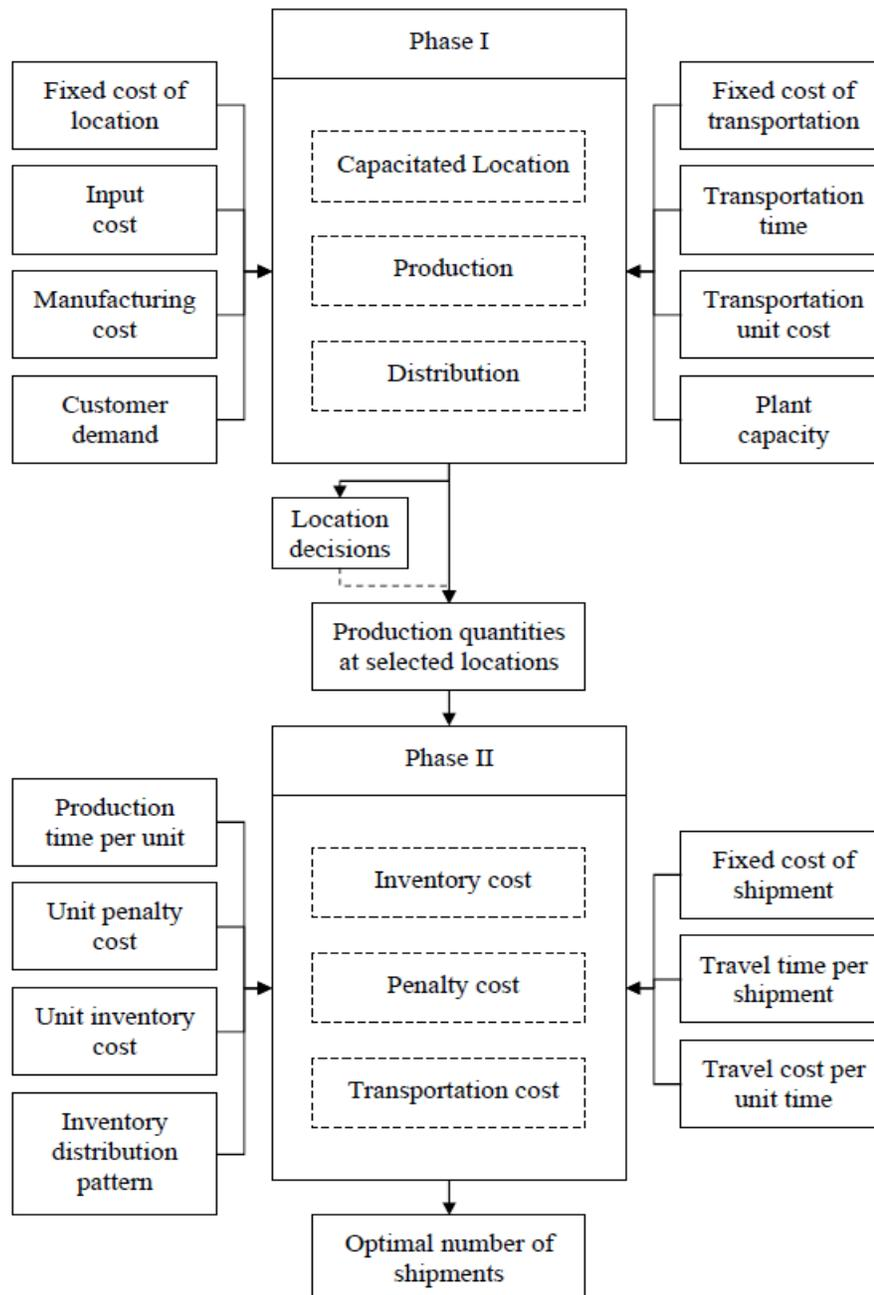 Phase I
Fixed cost of
location
Input
cost
Manufacturing
cost
Customer
demand
Capacitated Location
Production
Distribution
Fixed cost of
transportation
Transportation
time
Transportation
unit cost
Plant
capacity
Location
decisions
Production quantities
at selected locations
Phase II
Production
time per unit
Unit penalty
cost
Unit inventory
cost
Inventory
distribution
pattern
Inventory cost
Penalty cost
Transportation cost
Fixed cost of
shipment
Travel time per
shipment
Travel cost per
unit time
Optimal number of
shipments